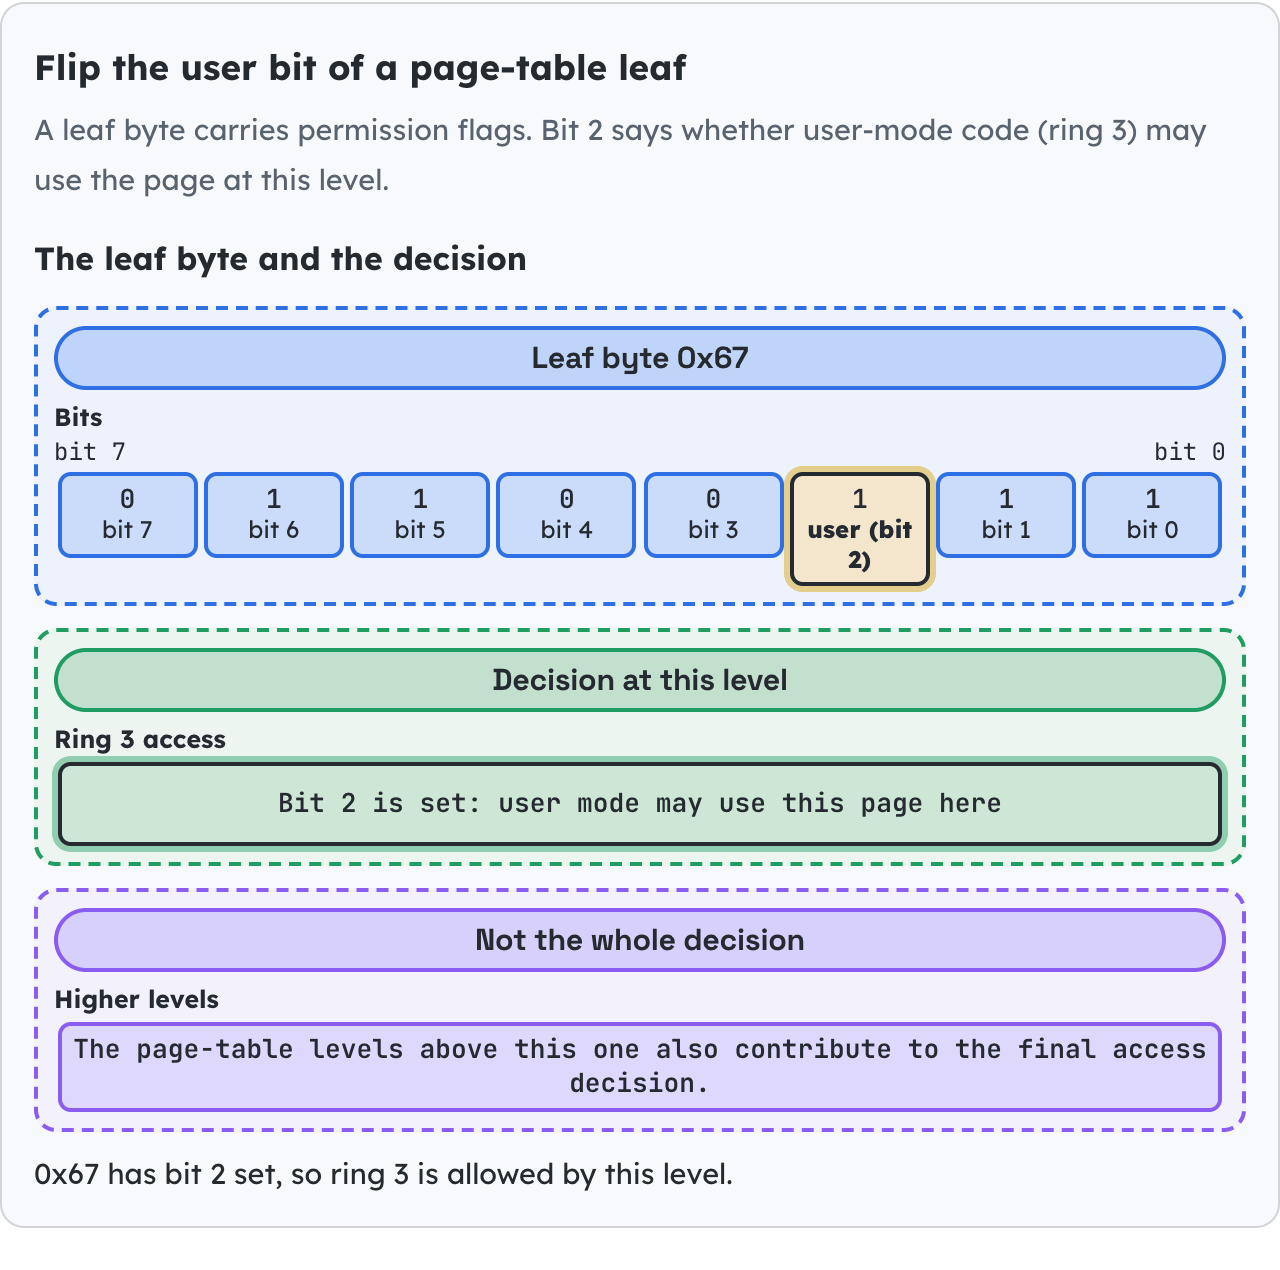 Flip the user bit of a page-table leaf
A leaf byte carries permission flags. Bit 2 says whether user-mode code (ring 3) may
use the page at this level.
The leaf byte and the decision
Leaf byte 0x67
Bits
bit 7 bit 0
0 1 1 0 0 1 1 1
bit 7 bit 6 bit 5 bit 4 bit 3 user (bit bit 1 bit 0
2)
Decision at this level
Ring 3 access
Bit 2 is set: user mode may use this page here
Not the whole decision
Higher levels
The page-table levels above this one also contribute to the final access
decision.
0x67 has bit 2 set, so ring 3 is allowed by this level.